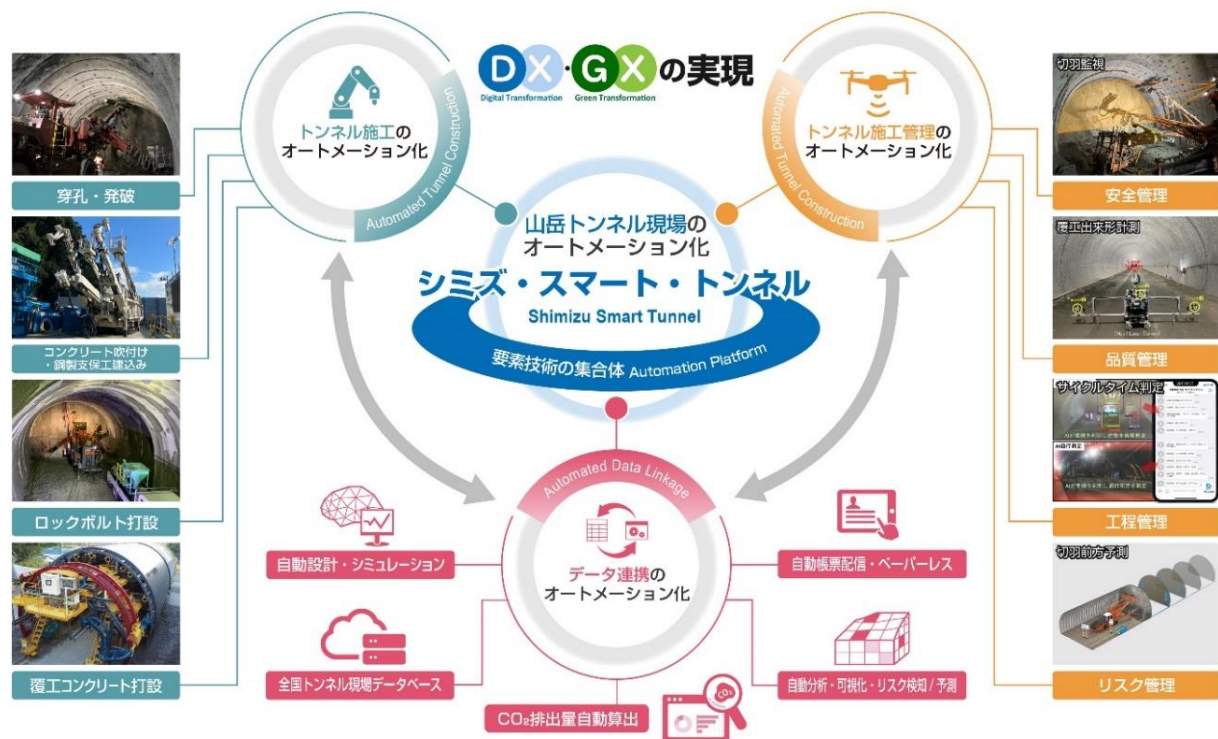 DX・GXの実現
Digital Transformation
Green Transformation
トンネル施工の
オートメーション化
Automated Tunnel Construction
トンネル施工管理の
オートメーション化
Automated Tunnel Construction
山岳トンネル現場の
オートメーション化
シミズ・スマート・トンネル
Shimizu Smart Tunnel
要素技術の集合体 Automation Platform
穿孔・発破
コンクリート吹付け
・鋼製支保工建込み
ロックボルト打設
覆工コンクリート打設
切羽監視
安全管理
覆工出来形計測
品質管理
サイクルタイム判定
工程管理
切羽前方予測
リスク管理
Automated Data Linkage
データ連携の
オートメーション化
自動設計・シミュレーション
全国トンネル現場データベース
CO₂排出量自動算出
CO₂
自動帳票配信・ペーパーレス
自動分析・可視化・リスク検知/予測